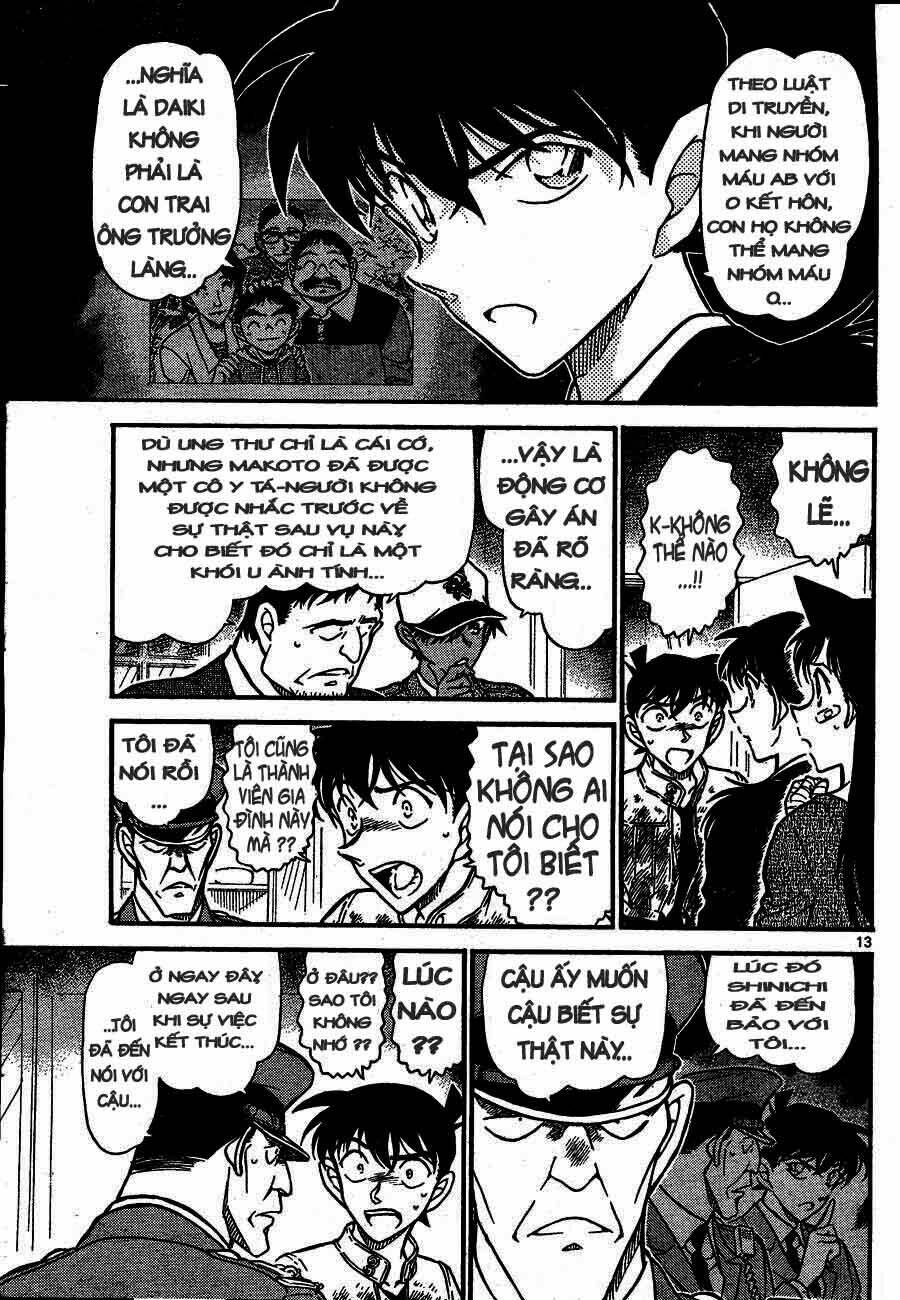 THEO LUẬT
DI TRUYỀN,
KHI NGƯỜI
MANG NHÓM
MÁU AB VỚI
O KẾT HÔN,
CON HỌ KHÔNG
THỂ MANG
NHÓM MÁU
O...
...NGHĨA
LÀ DAIKI
KHÔNG
PHẢI LÀ
CON TRAI
ÔNG TRƯỞNG
LÀNG...
KHÔNG
LẼ...
K-KHÔNG
THỂ NÀO
...!!
...VẬY LÀ
ĐỘNG CƠ
GÂY ÁN
ĐÃ RÕ
RÀNG...
DÙ UNG THƯ CHỈ LÀ CÁI CỚ,
NHƯNG MAKOTO ĐÃ ĐƯỢC
MỘT CÔ Y TÁ-NGƯỜI KHÔNG
ĐƯỢC NHẮC TRƯỚC VỀ
SỰ THẬT SAU VỤ NÀY,
CHO BIẾT ĐÓ CHỈ LÀ MỘT
KHỐI U ÀNH TÍNH...
TẠI SAO
KHÔNG AI
NÓI CHO
TÔI BIẾT
??
TÔI CŨNG
LÀ THÀNH
VIÊN GIA
ĐÌNH NÀY
MÀ ??
TÔI ĐÃ
NÓI RỒI
...
13
LÚC ĐÓ
SHINICHI
ĐÃ ĐẾN
BẢO VỚI
TÔI...
CẬU ẤY MUỐN
CẬU BIẾT SỰ
THẬT NÀY...
LÚC
NÀO
??
Ở ĐÂU??
SAO TÔI
KHÔNG
NHỚ ??
Ở NGAY ĐÂY,
NGAY SAU
KHI SỰ VIỆC
KẾT THÚC...
...TÔI
ĐÃ ĐẾN
NÓI VỚI
CẬU...